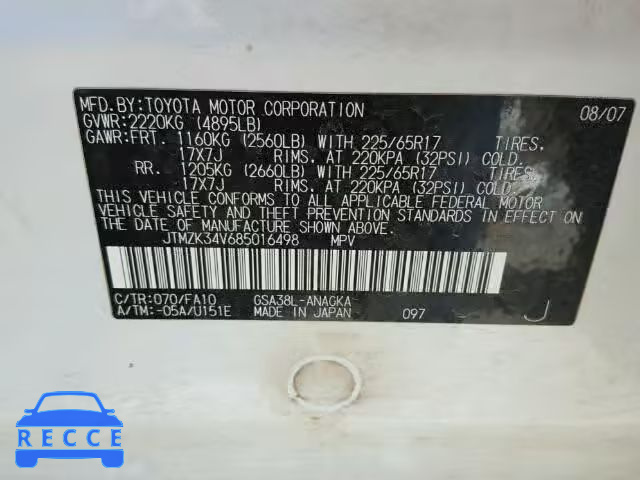 MFD. BY: TOYOTA MOTOR CORPORATION 08/07
GVWR: 2220KG (4895LB)
GAWR: FRT. 1160KG (2560LB) WITH 225/65R17 TIRES,
17X7J RIMS, AT 220KPA (32PSI) COLD.
RR. 1205KG (2660LB) WITH 225/65R17 TIRES,
17X7J RIMS, AT 220KPA (32PSI) COLD.
THIS VEHICLE CONFORMS TO ALL APPLICABLE FEDERAL MOTOR
VEHICLE SAFETY AND THEFT PREVENTION STANDARDS IN EFFECT ON
THE DATE OF MANUFACTURE SHOWN ABOVE.
JTMZK34V685016498 MPV
C/TR: 070/FA10 GSA38L-ANAGKA
A/TM: -05A/U151E MADE IN JAPAN 097 J
RECCE